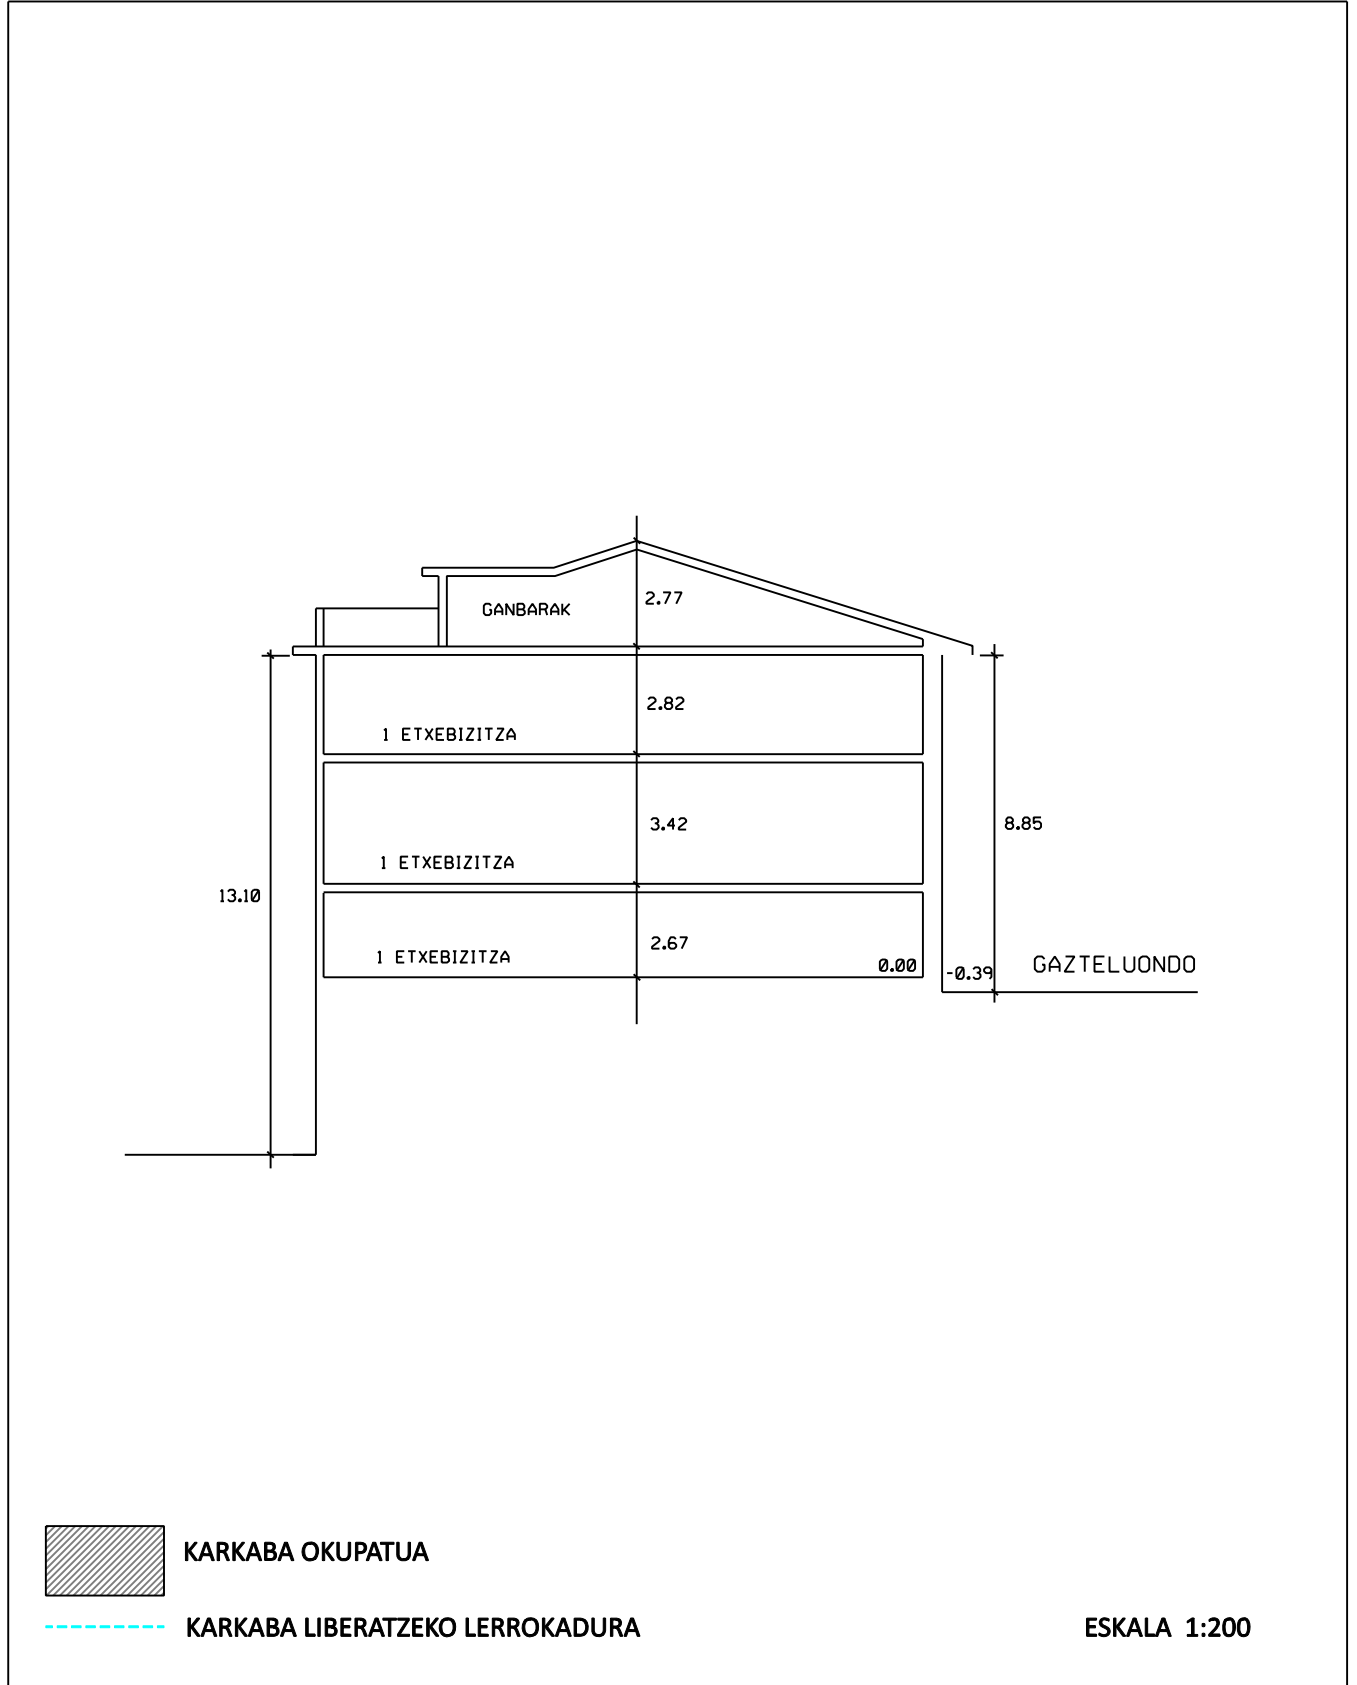 2.77
GANBARAK
2.82
1 ETXEBIZITZA
3.42
8.85
1 ETXEBIZITZA
13.10
2.67
1 ETXEBIZITZA
0.00
-0.39
GAZTELUONDO
KARKABA OKUPATUA
KARKABA LIBERATZEKO LERROKADURA
ESKALA 1:200